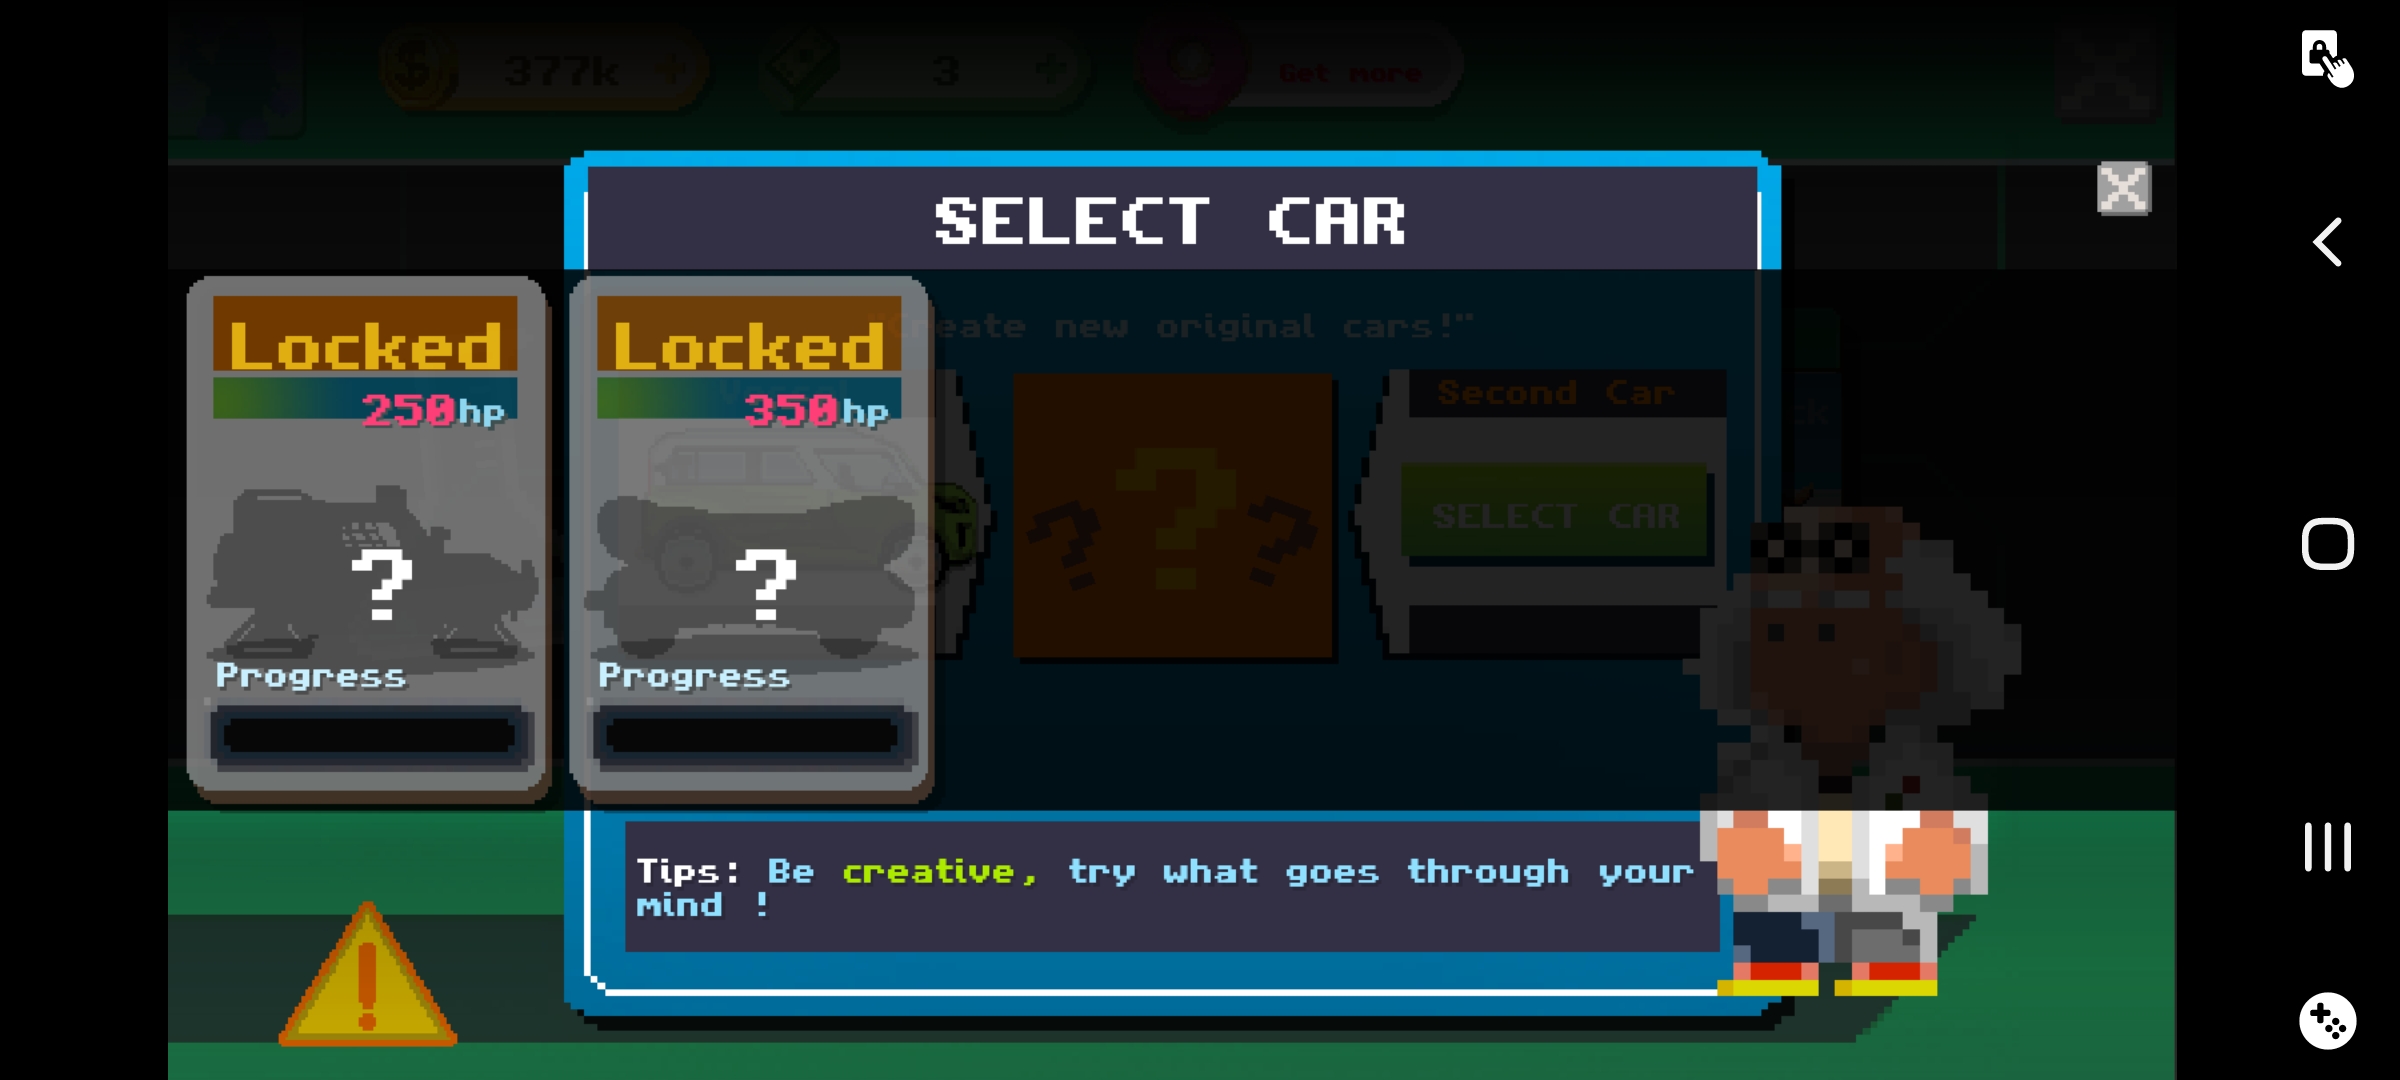 377k
3
Get more
SELECT CAR
"Create new original cars!"
Locked
250hp
Progress
Locked
350hp
Progress
Second Car
SELECT CAR
Tips: Be creative, try what goes through your
mind !